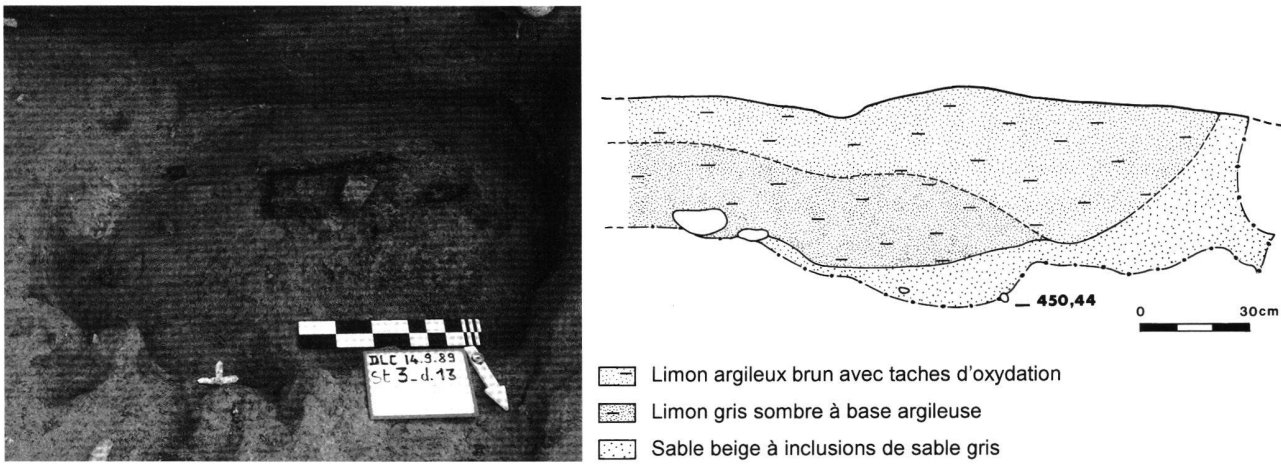 DLC 14.9.89
St 3_d.13
450,44
0 30cm
Limon argileux brun avec taches d'oxydation
Limon gris sombre à base argileuse
Sable beige à inclusions de sable gris